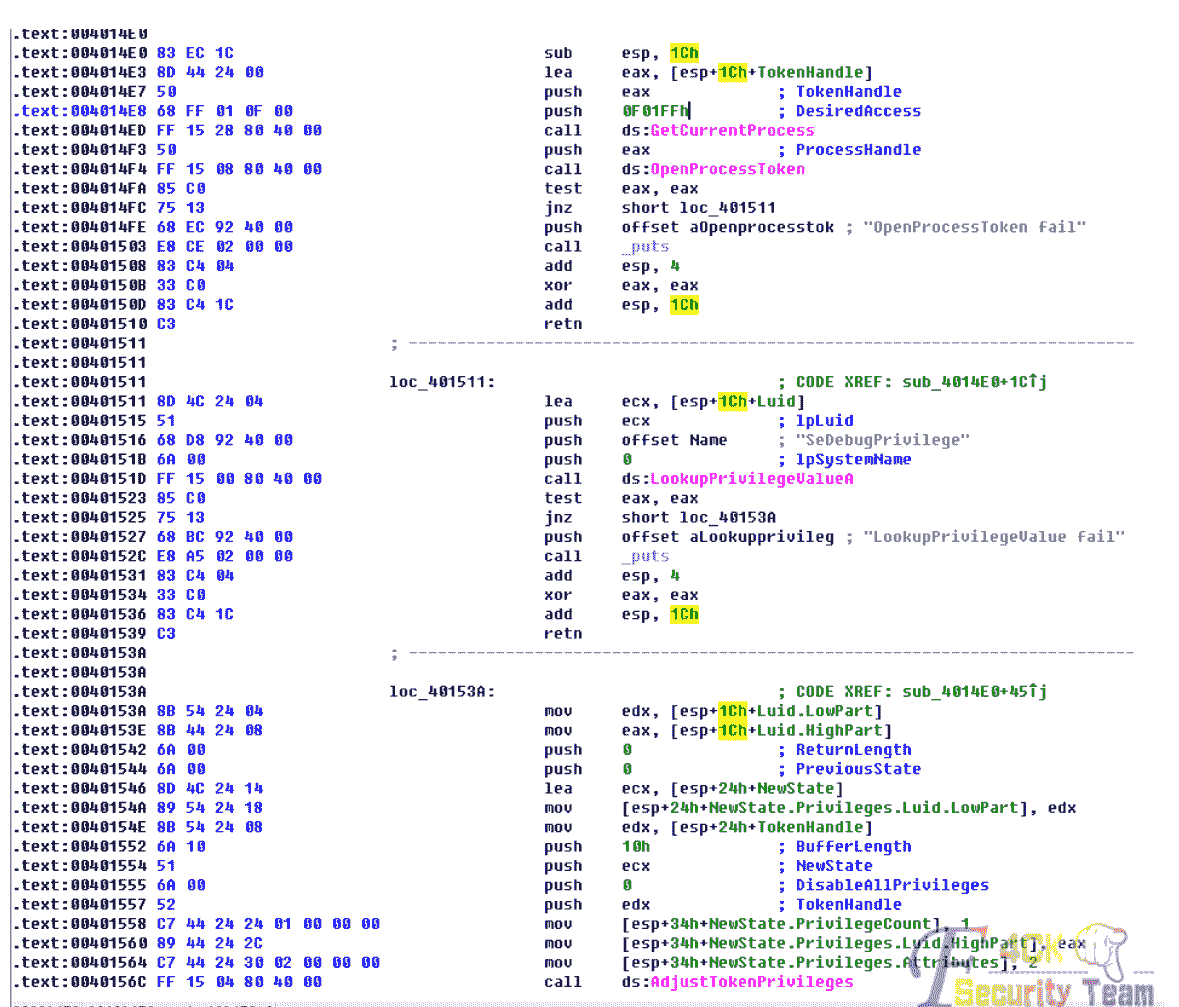 .text:004014E0
.text:004014E0 83 EC 1C sub esp, 1Ch
.text:004014E3 8D 44 24 00 lea eax, [esp+1Ch+TokenHandle]
.text:004014E7 50 push eax ; TokenHandle
.text:004014E8 68 FF 01 0F 00 push 0F01FFh ; DesiredAccess
.text:004014ED FF 15 28 80 40 00 call ds:GetCurrentProcess
.text:004014F3 50 push eax ; ProcessHandle
.text:004014F4 FF 15 08 80 40 00 call ds:OpenProcessToken
.text:004014FA 85 C0 test eax, eax
.text:004014FC 75 13 jnz short loc_401511
.text:004014FE 68 EC 92 40 00 push offset aOpenprocesstok ; "OpenProcessToken fail"
.text:00401503 E8 CE 02 00 00 call _puts
.text:00401508 83 C4 04 add esp, 4
.text:0040150B 33 C0 xor eax, eax
.text:0040150D 83 C4 1C add esp, 1Ch
.text:00401510 C3 retn
.text:00401511 ; ---------------------------------------------------------------------------
.text:00401511
.text:00401511 loc_401511: ; CODE XREF: sub_4014E0+1C↑j
.text:00401511 8D 4C 24 04 lea ecx, [esp+1Ch+Luid]
.text:00401515 51 push ecx ; lpLuid
.text:00401516 68 D8 92 40 00 push offset Name ; "SeDebugPrivilege"
.text:0040151B 6A 00 push 0 ; lpSystemName
.text:0040151D FF 15 00 80 40 00 call ds:LookupPrivilegeValueA
.text:00401523 85 C0 test eax, eax
.text:00401525 75 13 jnz short loc_40153A
.text:00401527 68 BC 92 40 00 push offset aLookupprivileg ; "LookupPrivilegeValue fail"
.text:0040152C E8 A5 02 00 00 call _puts
.text:00401531 83 C4 04 add esp, 4
.text:00401534 33 C0 xor eax, eax
.text:00401536 83 C4 1C add esp, 1Ch
.text:00401539 C3 retn
.text:0040153A ; ---------------------------------------------------------------------------
.text:0040153A
.text:0040153A loc_40153A: ; CODE XREF: sub_4014E0+45↑j
.text:0040153A 8B 54 24 04 mov edx, [esp+1Ch+Luid.LowPart]
.text:0040153E 8B 44 24 08 mov eax, [esp+1Ch+Luid.HighPart]
.text:00401542 6A 00 push 0 ; ReturnLength
.text:00401544 6A 00 push 0 ; PreviousState
.text:00401546 8D 4C 24 14 lea ecx, [esp+24h+NewState]
.text:0040154A 89 54 24 18 mov [esp+24h+NewState.Privileges.Luid.LowPart], edx
.text:0040154E 8B 54 24 08 mov edx, [esp+24h+TokenHandle]
.text:00401552 6A 10 push 10h ; BufferLength
.text:00401554 51 push ecx ; NewState
.text:00401555 6A 00 push 0 ; DisableAllPrivileges
.text:00401557 52 push edx ; TokenHandle
.text:00401558 C7 44 24 24 01 00 00 00 mov [esp+34h+NewState.PrivilegeCount], 1
.text:00401560 89 44 24 2C mov [esp+34h+NewState.Privileges.Luid.HighPart], eax
.text:00401564 C7 44 24 30 02 00 00 00 mov [esp+34h+NewState.Privileges.Attributes], 2
.text:0040156C FF 15 04 80 40 00 call ds:AdjustTokenPrivileges
Security Team